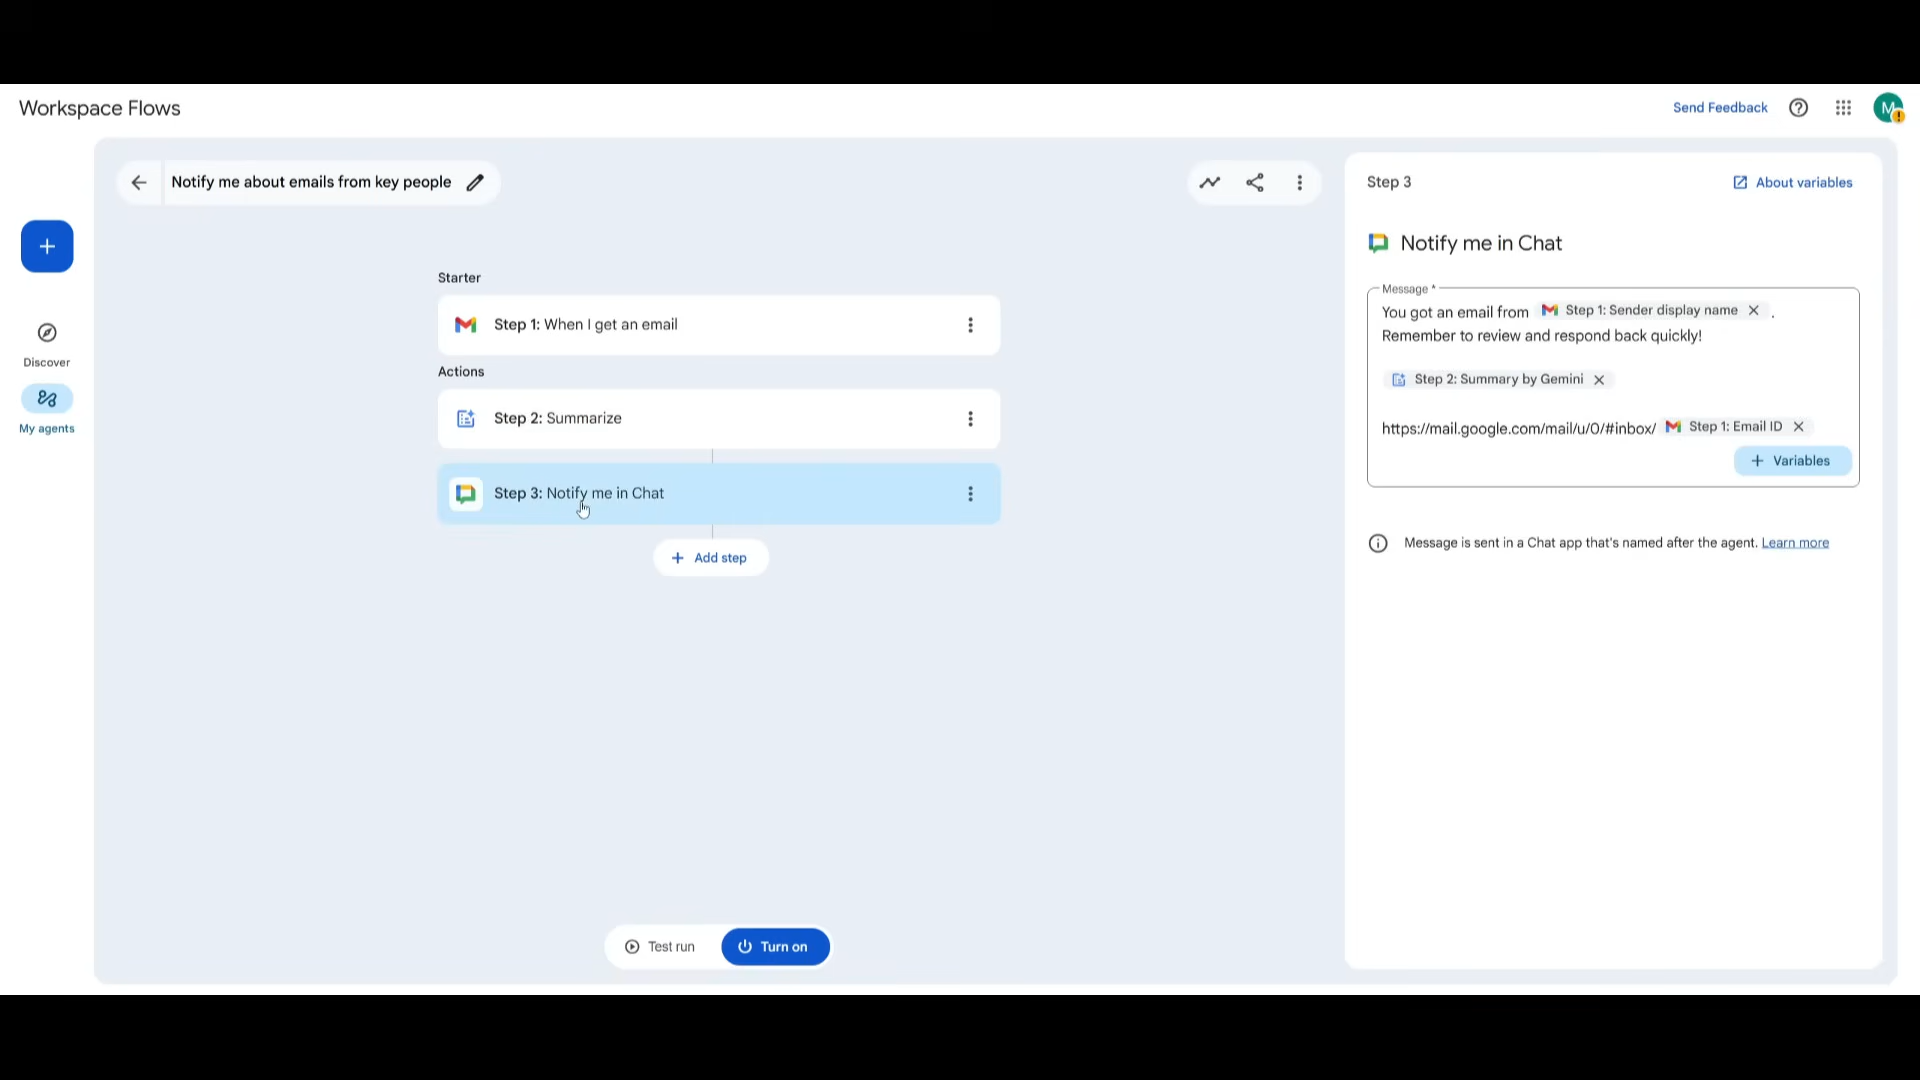 Workspace Flows
Send Feedback
M
Notify me about emails from key people
Discover
My agents
Starter
Step 1: When I get an email
Actions
Step 2: Summarize
Step 3: Notify me in Chat
Add step
Test run
Turn on
Step 3
About variables
Notify me in Chat
Message *
You got an email from Step 1: Sender display name .
Remember to review and respond back quickly!
Step 2: Summary by Gemini
https://mail.google.com/mail/u/0/#inbox/ Step 1: Email ID
Variables
Message is sent in a Chat app that's named after the agent. Learn more